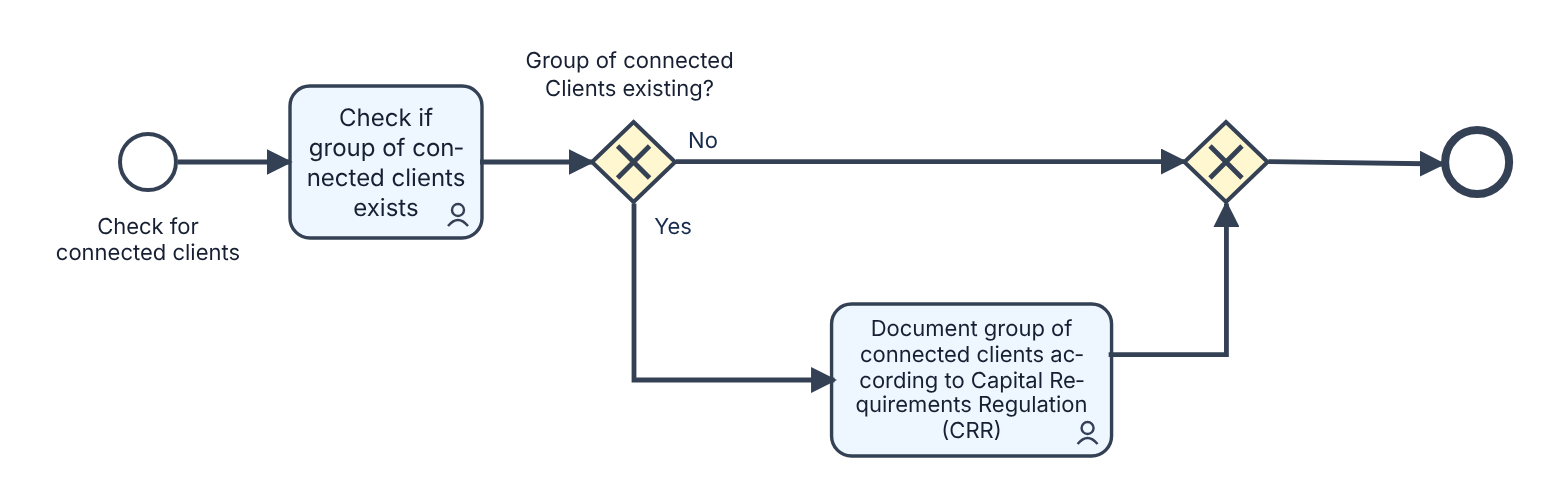 Group of connected
Clients existing?
Check if
group of con-
nected clients
exists
No
Check for
connected clients
Yes
Document group of
connected clients ac-
cording to Capital Re-
quirements Regulation
(CRR)